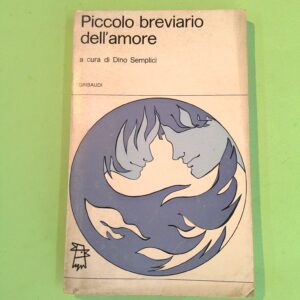 Piccolo breviario
dell'amore
a cura di Dino Semplici
GRIBAUDI